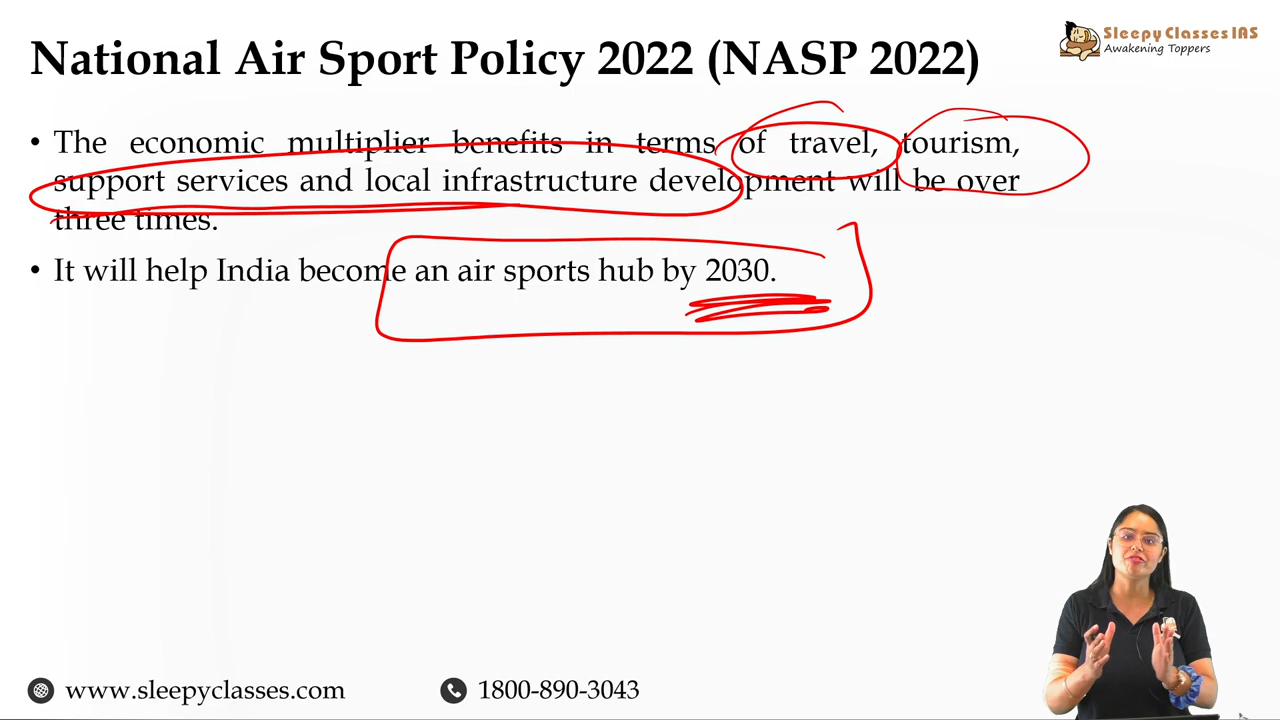 National Air Sport Policy 2022 (NASP 2022)
Sleepy Classes IAS
Awakening Toppers
• The economic multiplier benefits in terms of travel, tourism,
support services and local infrastructure development will be over
three times.
• It will help India become an air sports hub by 2030.
www.sleepyclasses.com
1800-890-3043